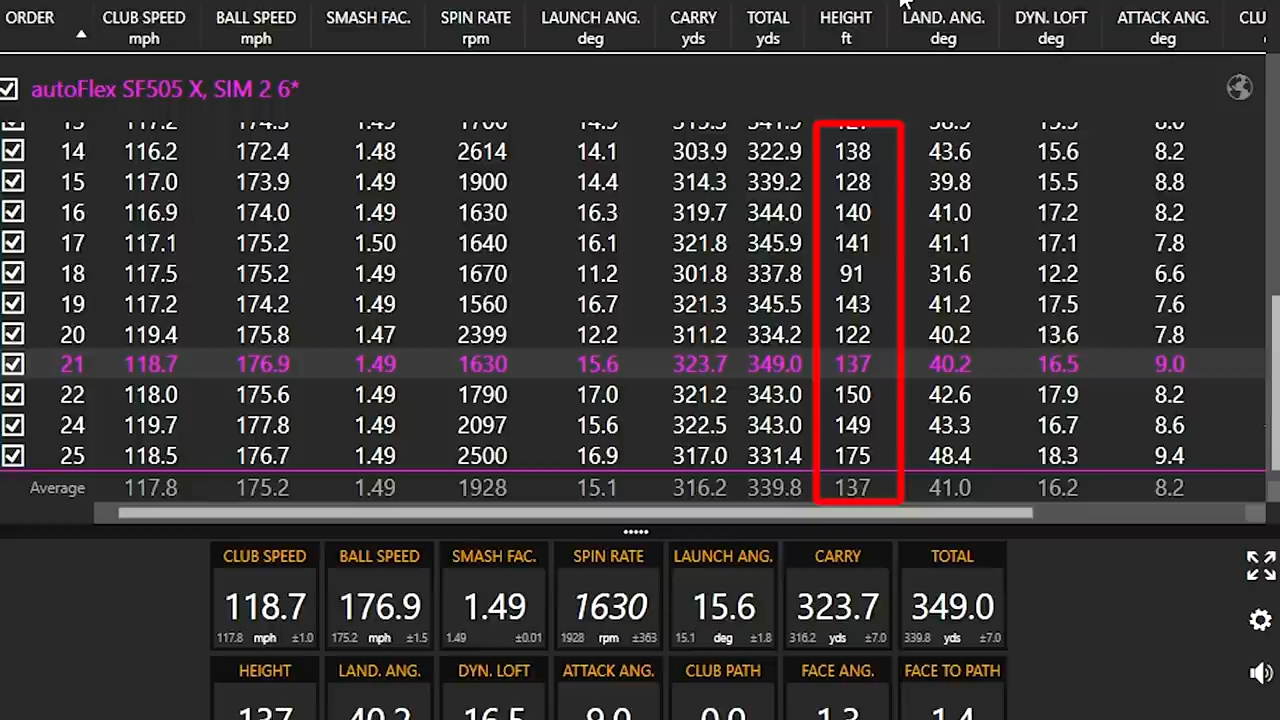 ORDER CLUB SPEED BALL SPEED SMASH FAC. SPIN RATE LAUNCH ANG. CARRY TOTAL HEIGHT LAND. ANG. DYN. LOFT ATTACK ANG. CLU
mph mph rpm deg yds yds ft deg deg deg
autoFlex SF505 X, SIM 2 6*
14 116.2 172.4 1.48 2614 14.1 303.9 322.9 138 43.6 15.6 8.2
15 117.0 173.9 1.49 1900 14.4 314.3 339.2 128 39.8 15.5 8.8
16 116.9 174.0 1.49 1630 16.3 319.7 344.0 140 41.0 17.2 8.2
17 117.1 175.2 1.50 1640 16.1 321.8 345.9 141 41.1 17.1 7.8
18 117.5 175.2 1.49 1670 11.2 301.8 337.8 91 31.6 12.2 6.6
19 117.2 174.2 1.49 1560 16.7 321.3 345.5 143 41.2 17.5 7.6
20 119.4 175.8 1.47 2399 12.2 311.2 334.2 122 40.2 13.6 7.8
21 118.7 176.9 1.49 1630 15.6 323.7 349.0 137 40.2 16.5 9.0
22 118.0 175.6 1.49 1790 17.0 321.2 343.0 150 42.6 17.9 8.2
24 119.7 177.8 1.49 2097 15.6 322.5 343.0 149 43.3 16.7 8.6
25 118.5 176.7 1.49 2500 16.9 317.0 331.4 175 48.4 18.3 9.4
Average 117.8 175.2 1.49 1928 15.1 316.2 339.8 137 41.0 16.2 8.2
CLUB SPEED BALL SPEED SMASH FAC. SPIN RATE LAUNCH ANG. CARRY TOTAL
118.7 176.9 1.49 1630 15.6 323.7 349.0
117.8 mph ±1.0 175.2 mph ±1.5 1.49 ±0.01 1928 rpm ±363 15.1 deg ±1.8 316.2 yds ±7.0 339.8 yds ±7.0
HEIGHT LAND. ANG. DYN. LOFT ATTACK ANG. CLUB PATH FACE ANG. FACE TO PATH
137 40.2 16.5 9.0 0.0 1.3 1.4